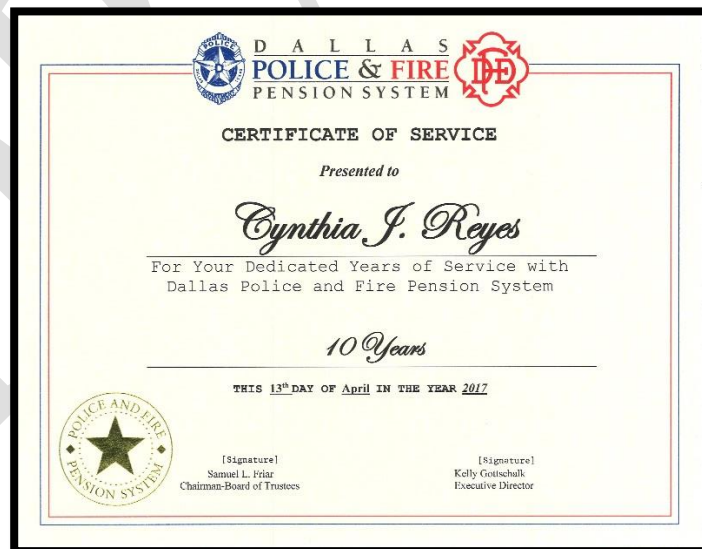 DALLAS
POLICE & FIRE
PENSION SYSTEM
POLICE
DFD
CERTIFICATE OF SERVICE
Presented to
Cynthia J. Reyes
For Your Dedicated Years of Service with
Dallas Police and Fire Pension System
10 Years
THIS 13th DAY OF April IN THE YEAR 2017
POLICE AND FIRE
PENSION SYSTEM
[Signature]
Samuel L. Friar
Chairman-Board of Trustees
[Signature]
Kelly Gottschalk
Executive Director